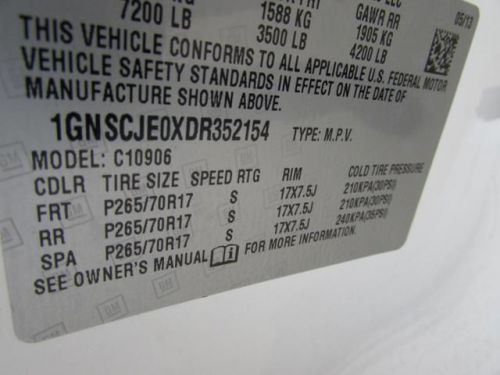 05/13
GAWR RR
7200 LB 1588 KG 1905 KG
3500 LB 4200 LB
THIS VEHICLE CONFORMS TO ALL APPLICABLE U.S. FEDERAL MOTOR
VEHICLE SAFETY STANDARDS IN EFFECT ON THE DATE OF
MANUFACTURE SHOWN ABOVE.
1GNSCJE0XDR352154 TYPE: M.P.V.
MODEL: C10906
CDLR TIRE SIZE SPEED RTG RIM COLD TIRE PRESSURE
FRT P265/70R17 S 17X7.5J 210KPA(30PSI)
RR P265/70R17 S 17X7.5J 210KPA(30PSI)
SPA P265/70R17 S 17X7.5J 240KPA(35PSI)
SEE OWNER'S MANUAL FOR MORE INFORMATION.
GM